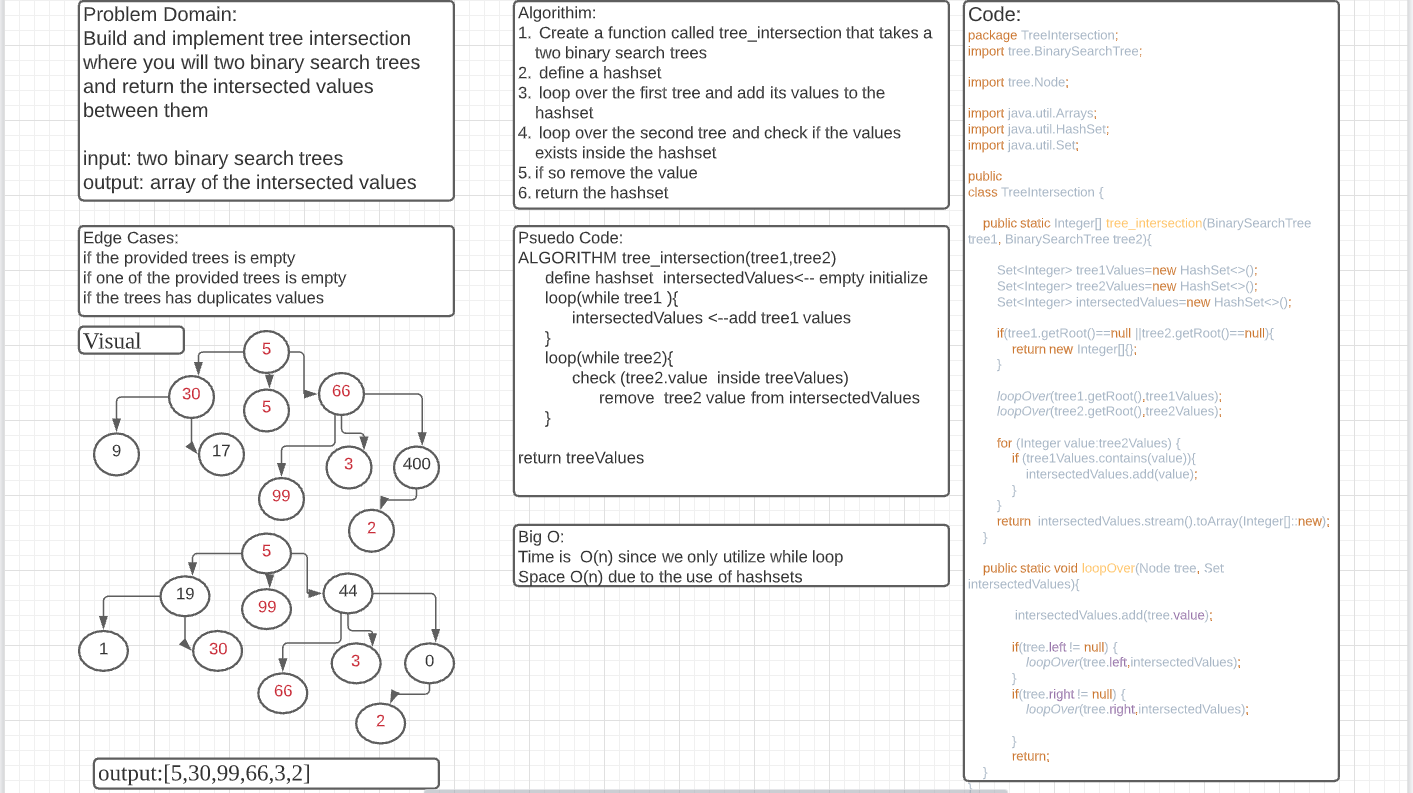 Problem Domain:
Build and implement tree intersection
where you will two binary search trees
and return the intersected values
between them
input: two binary search trees
output: array of the intersected values
Edge Cases:
if the provided trees is empty
if one of the provided trees is empty
if the trees has duplicates values
Visual
5
30
5
66
9
17
3
400
99
2
5
19
99
44
1
30
3
0
66
2
output:[5,30,99,66,3,2]
Algorithim:
1. Create a function called tree_intersection that takes a
two binary search trees
2. define a hashset
3. loop over the first tree and add its values to the
hashset
4. loop over the second tree and check if the values
exists inside the hashset
5. if so remove the value
6. return the hashset
Psuedo Code:
ALGORITHM tree_intersection(tree1,tree2)
define hashset intersectedValues<-- empty initialize
loop(while tree1 ){
intersectedValues <--add tree1 values
}
loop(while tree2){
check (tree2.value inside treeValues)
remove tree2 value from intersectedValues
}
return treeValues
Big O:
Time is O(n) since we only utilize while loop
Space O(n) due to the use of hashsets
Code:
package TreeIntersection;
import tree.BinarySearchTree;
import tree.Node;
import java.util.Arrays;
import java.util.HashSet;
import java.util.Set;
public
class TreeIntersection {
public static Integer[] tree_intersection(BinarySearchTree
tree1, BinarySearchTree tree2){
Set<Integer> tree1Values=new HashSet<>();
Set<Integer> tree2Values=new HashSet<>();
Set<Integer> intersectedValues=new HashSet<>();
if(tree1.getRoot()==null ||tree2.getRoot()==null){
return new Integer[]{};
}
loopOver(tree1.getRoot(),tree1Values);
loopOver(tree2.getRoot(),tree2Values);
for (Integer value:tree2Values) {
if (tree1Values.contains(value)){
intersectedValues.add(value);
}
}
return intersectedValues.stream().toArray(Integer[]::new);
}
public static void loopOver(Node tree, Set
intersectedValues){
intersectedValues.add(tree.value);
if(tree.left != null) {
loopOver(tree.left,intersectedValues);
}
if(tree.right != null) {
loopOver(tree.right,intersectedValues);
}
return;
}